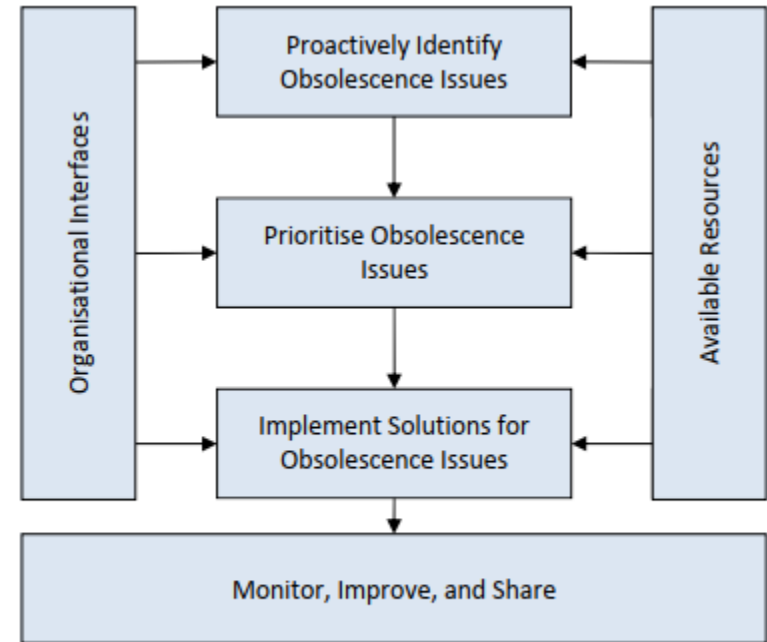 Organisational Interfaces
Proactively Identify
Obsolescence Issues
Prioritise Obsolescence
Issues
Implement Solutions for
Obsolescence Issues
Available Resources
Monitor, Improve, and Share